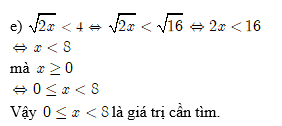 e) √2x < 4 ⇔ √2x < √16 ⇔ 2x < 16
⇔ x < 8
mà x ≥ 0
⇔ 0 ≤ x < 8
Vậy 0 ≤ x < 8 là giá trị cần tìm.